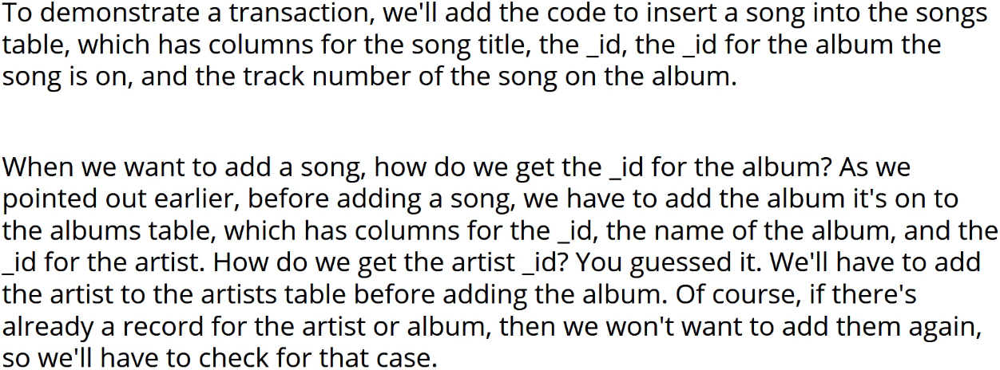 To demonstrate a transaction, we'll add the code to insert a song into the songs
table, which has columns for the song title, the _id, the _id for the album the
song is on, and the track number of the song on the album.
When we want to add a song, how do we get the _id for the album? As we
pointed out earlier, before adding a song, we have to add the album it's on to
the albums table, which has columns for the _id, the name of the album, and the
_id for the artist. How do we get the artist _id? You guessed it. We'll have to add
the artist to the artists table before adding the album. Of course, if there's
already a record for the artist or album, then we won't want to add them again,
so we'll have to check for that case.